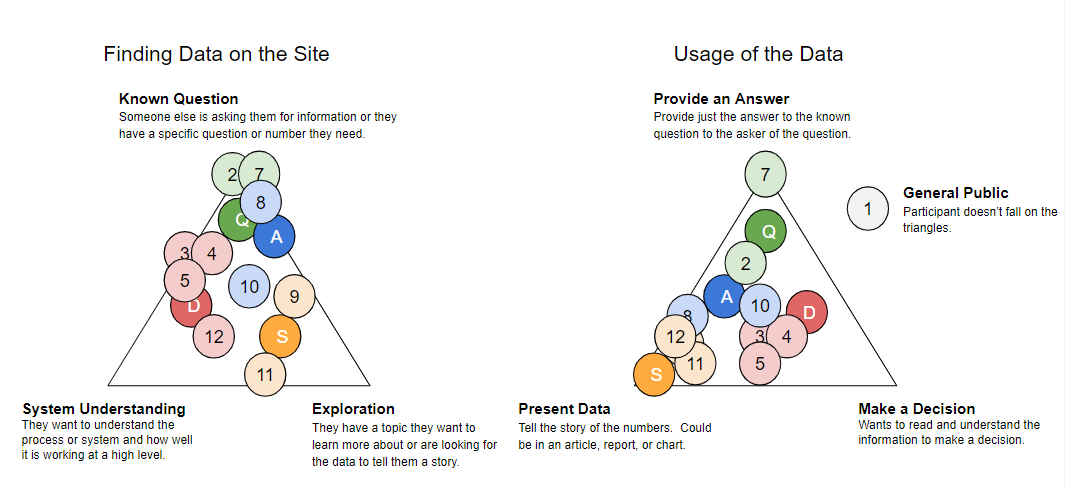 Finding Data on the Site
Known Question
Someone else is asking them for information or they
have a specific question or number they need.
2
7
8
Q
A
3
4
5
10
9
D
12
S
11
System Understanding
They want to understand the
process or system and how well
it is working at a high level.
Exploration
They have a topic they want to
learn more about or are looking for
the data to tell them a story.
Usage of the Data
Provide an Answer
Provide just the answer to the known
question to the asker of the question.
7
Q
2
A
10
8
D
12
3
4
11
5
S
General Public
1
Participant doesn't fall on the
triangles.
Present Data
Tell the story of the numbers.  Could
be in an article, report, or chart.
Make a Decision
Wants to read and understand the
information to make a decision.